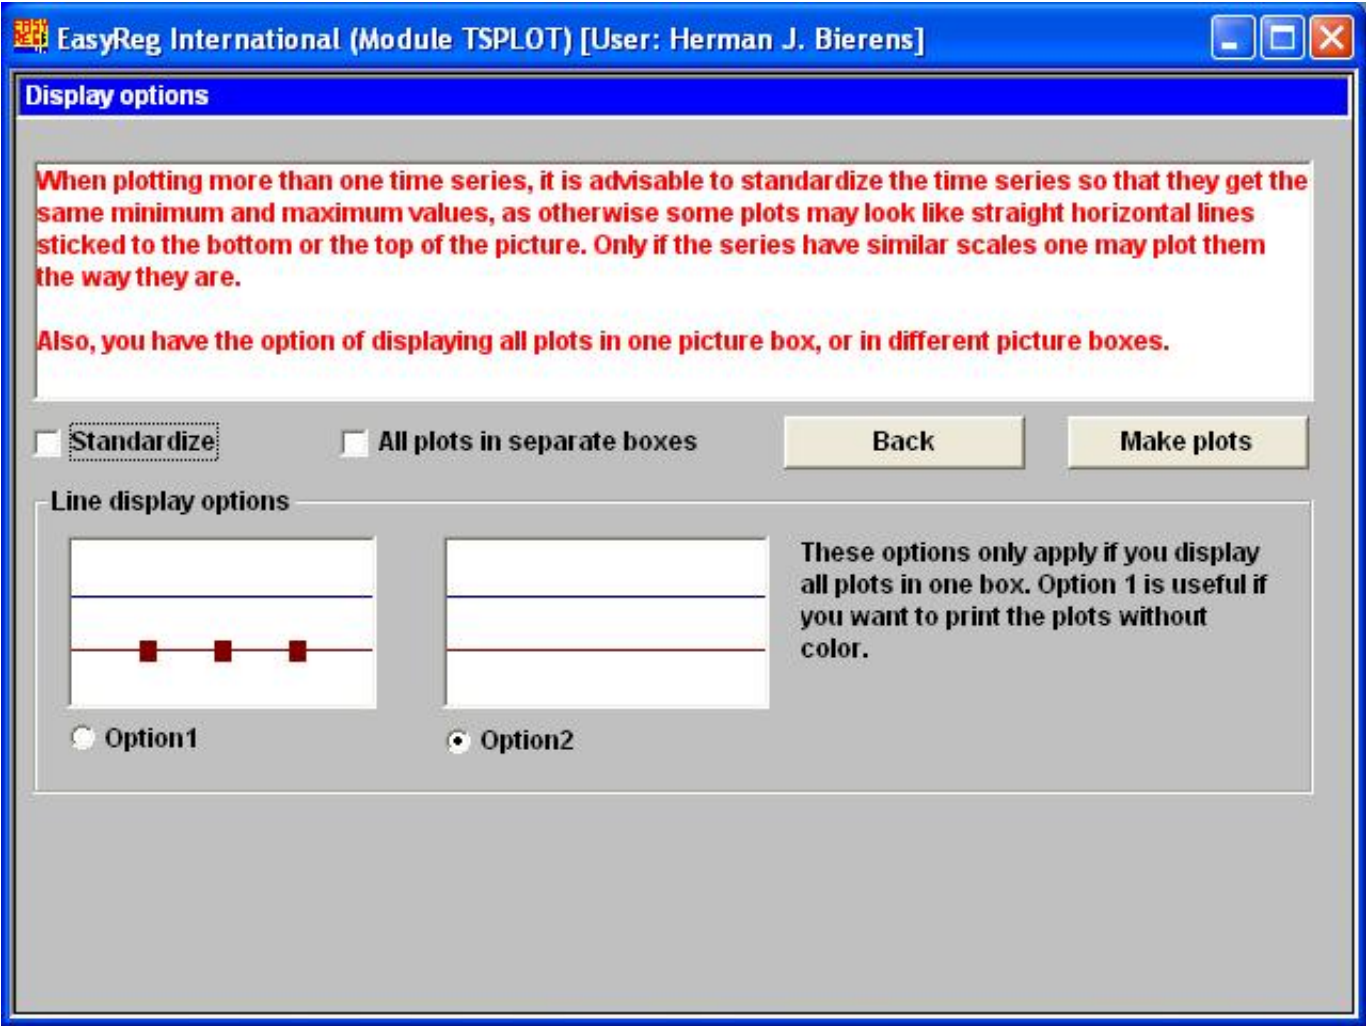 EasyReg International (Module TSPLOT) [User: Herman J. Bierens]
Display options
When plotting more than one time series, it is advisable to standardize the time series so that they get the
same minimum and maximum values, as otherwise some plots may look like straight horizontal lines
sticked to the bottom or the top of the picture. Only if the series have similar scales one may plot them
the way they are.
Also, you have the option of displaying all plots in one picture box, or in different picture boxes.
Standardize
All plots in separate boxes
Back
Make plots
Line display options
These options only apply if you display
all plots in one box. Option 1 is useful if
you want to print the plots without
color.
Option1
Option2